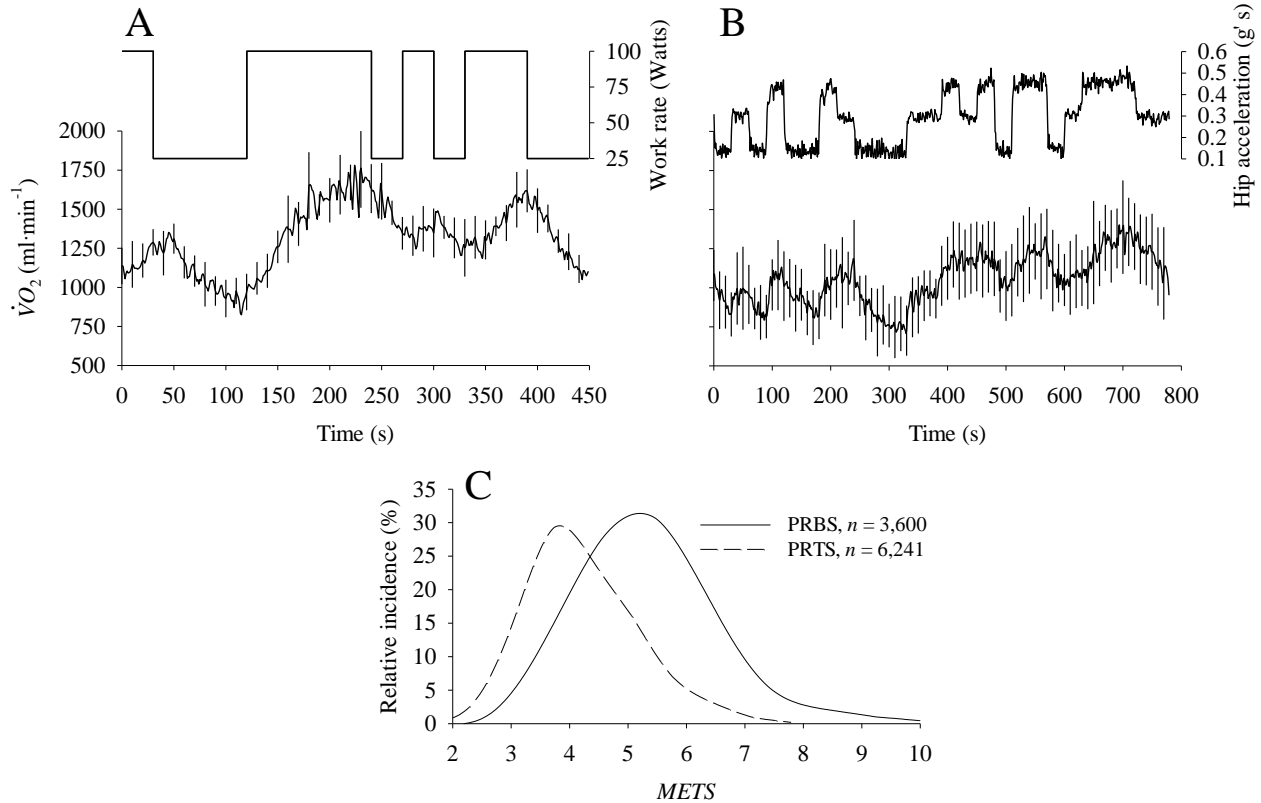 A
B
V̇O₂ (ml·min⁻¹)
2000
1750
1500
1250
1000
750
500
0 50 100 150 200 250 300 350 400 450
Time (s)
100
75
50
25
Work rate (Watts)
0.6
0.5
0.4
0.3
0.2
0.1
Hip acceleration (g' s)
0 100 200 300 400 500 600 700 800
Time (s)
C
Relative incidence (%)
35
30
25
20
15
10
5
0
PRBS, n = 3,600
PRTS, n = 6,241
2 3 4 5 6 7 8 9 10
METS